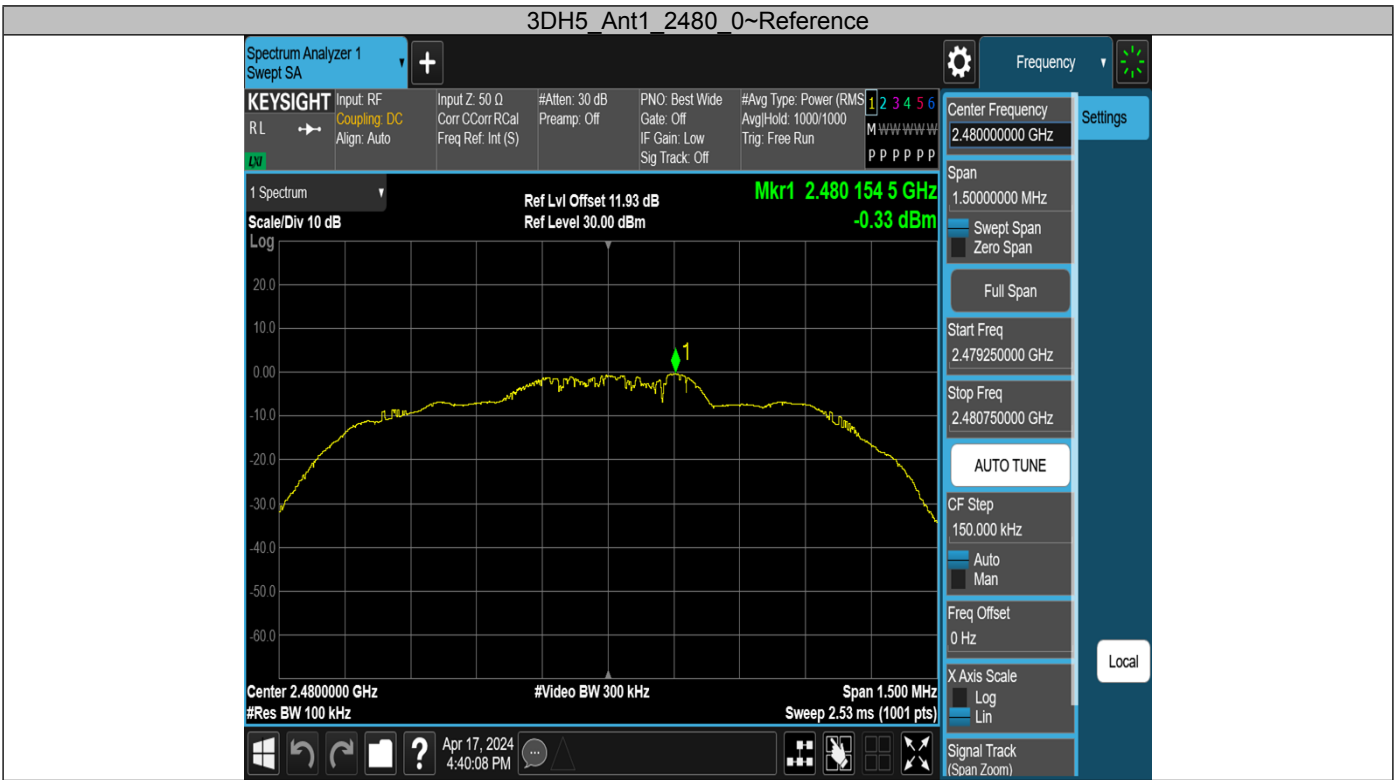 3DH5_Ant1_2480_0~Reference
Spectrum Analyzer 1
Swept SA
+
Frequency
KEYSIGHT
R L
LXI
Input: RF
Coupling: DC
Align: Auto
Input Z: 50 Ω
Corr CCorr RCal
Freq Ref: Int (S)
#Atten: 30 dB
Preamp: Off
PNO: Best Wide
Gate: Off
IF Gain: Low
Sig Track: Off
#Avg Type: Power (RMS
Avg|Hold: 1000/1000
Trig: Free Run
1 2 3 4 5 6
M W W W W W
P P P P P P
1 Spectrum
Scale/Div 10 dB
Ref Lvl Offset 11.93 dB
Ref Level 30.00 dBm
Mkr1 2.480 154 5 GHz
-0.33 dBm
Log
20.0
10.0
0.00
-10.0
-20.0
-30.0
-40.0
-50.0
-60.0
1
Center 2.4800000 GHz
#Res BW 100 kHz
#Video BW 300 kHz
Span 1.500 MHz
Sweep 2.53 ms (1001 pts)
Center Frequency
2.480000000 GHz
Settings
Span
1.50000000 MHz
Swept Span
Zero Span
Full Span
Start Freq
2.479250000 GHz
Stop Freq
2.480750000 GHz
AUTO TUNE
CF Step
150.000 kHz
Auto
Man
Freq Offset
0 Hz
X Axis Scale
Log
Lin
Signal Track
(Span Zoom)
Local
?
Apr 17, 2024
4:40:08 PM